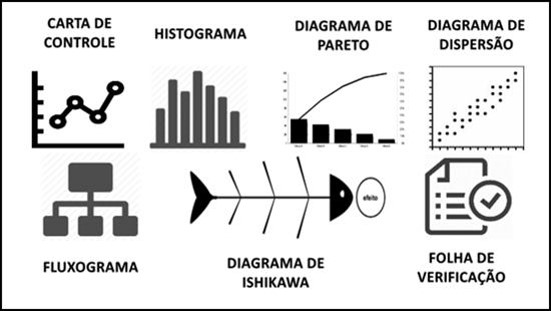 CARTA DE
CONTROLE
HISTOGRAMA
DIAGRAMA DE
PARETO
DIAGRAMA DE
DISPERSÃO
efeito
FLUXOGRAMA
DIAGRAMA DE
ISHIKAWA
FOLHA DE
VERIFICAÇÃO